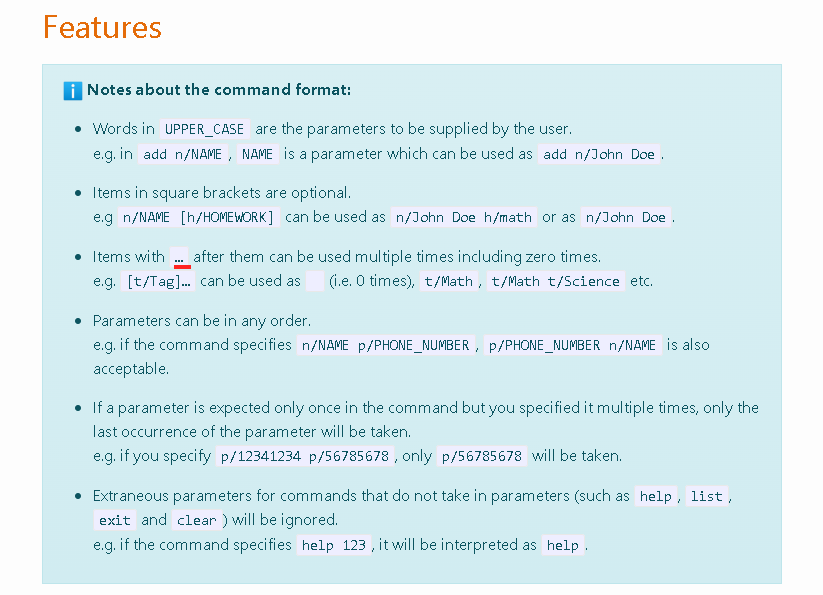 Features
Notes about the command format:
• Words in UPPER_CASE are the parameters to be supplied by the user.
e.g. in add n/NAME , NAME is a parameter which can be used as add n/John Doe .
• Items in square brackets are optional.
e.g n/NAME [h/HOMEWORK] can be used as n/John Doe h/math or as n/John Doe .
• Items with … after them can be used multiple times including zero times.
e.g. [t/Tag]… can be used as   (i.e. 0 times), t/Math , t/Math t/Science etc.
• Parameters can be in any order.
e.g. if the command specifies n/NAME p/PHONE_NUMBER , p/PHONE_NUMBER n/NAME is also
acceptable.
• If a parameter is expected only once in the command but you specified it multiple times, only the
last occurrence of the parameter will be taken.
e.g. if you specify p/12341234 p/56785678 , only p/56785678 will be taken.
• Extraneous parameters for commands that do not take in parameters (such as help , list ,
exit and clear ) will be ignored.
e.g. if the command specifies help 123 , it will be interpreted as help .